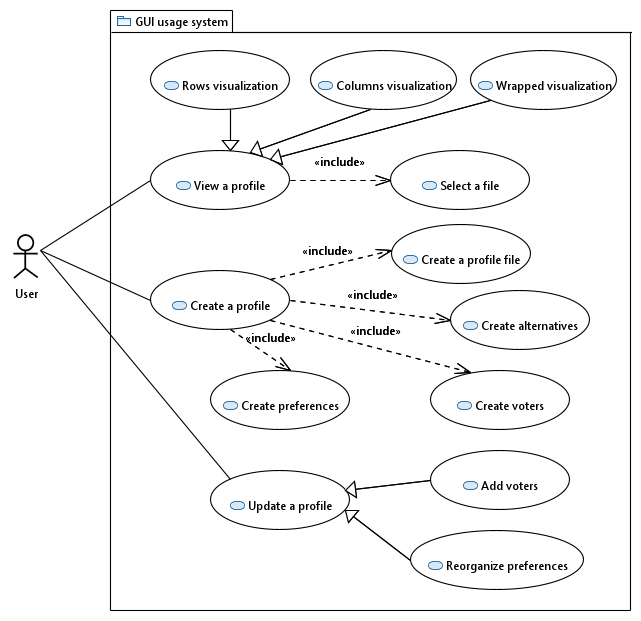 GUI usage system
Rows visualization
Columns visualization
Wrapped visualization
«include»
View a profile
Select a file
User
«include»
Create a profile file
«include»
Create a profile
Create alternatives
«include»
«include»
Create preferences
Create voters
Add voters
Update a profile
Reorganize preferences